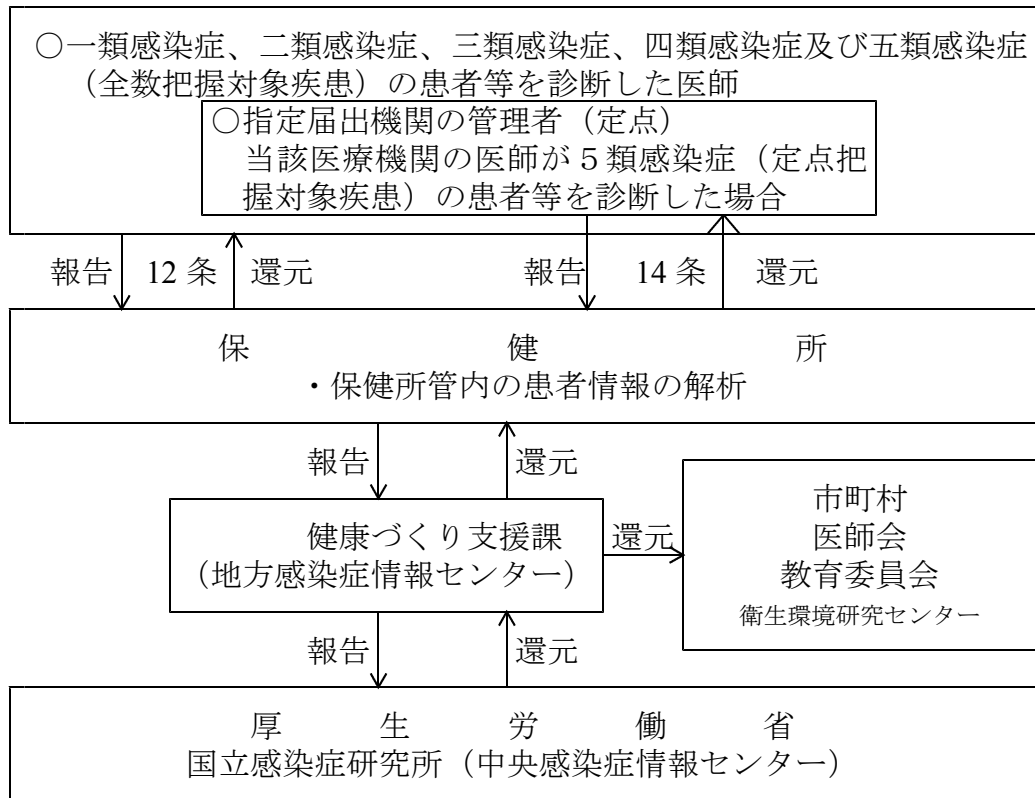 ○一類感染症、二類感染症、三類感染症、四類感染症及び五類感染症
（全数把握対象疾患）の患者等を診断した医師
○指定届出機関の管理者（定点）
当該医療機関の医師が５類感染症（定点把
握対象疾患）の患者等を診断した場合
報告 12 条 還元 報告 14 条 還元
保 健 所
・保健所管内の患者情報の解析
報告 還元
健康づくり支援課
（地方感染症情報センター）
還元
市町村
医師会
教育委員会
衛生環境研究センター
報告 還元
厚 生 労 働 省
国立感染症研究所（中央感染症情報センター）